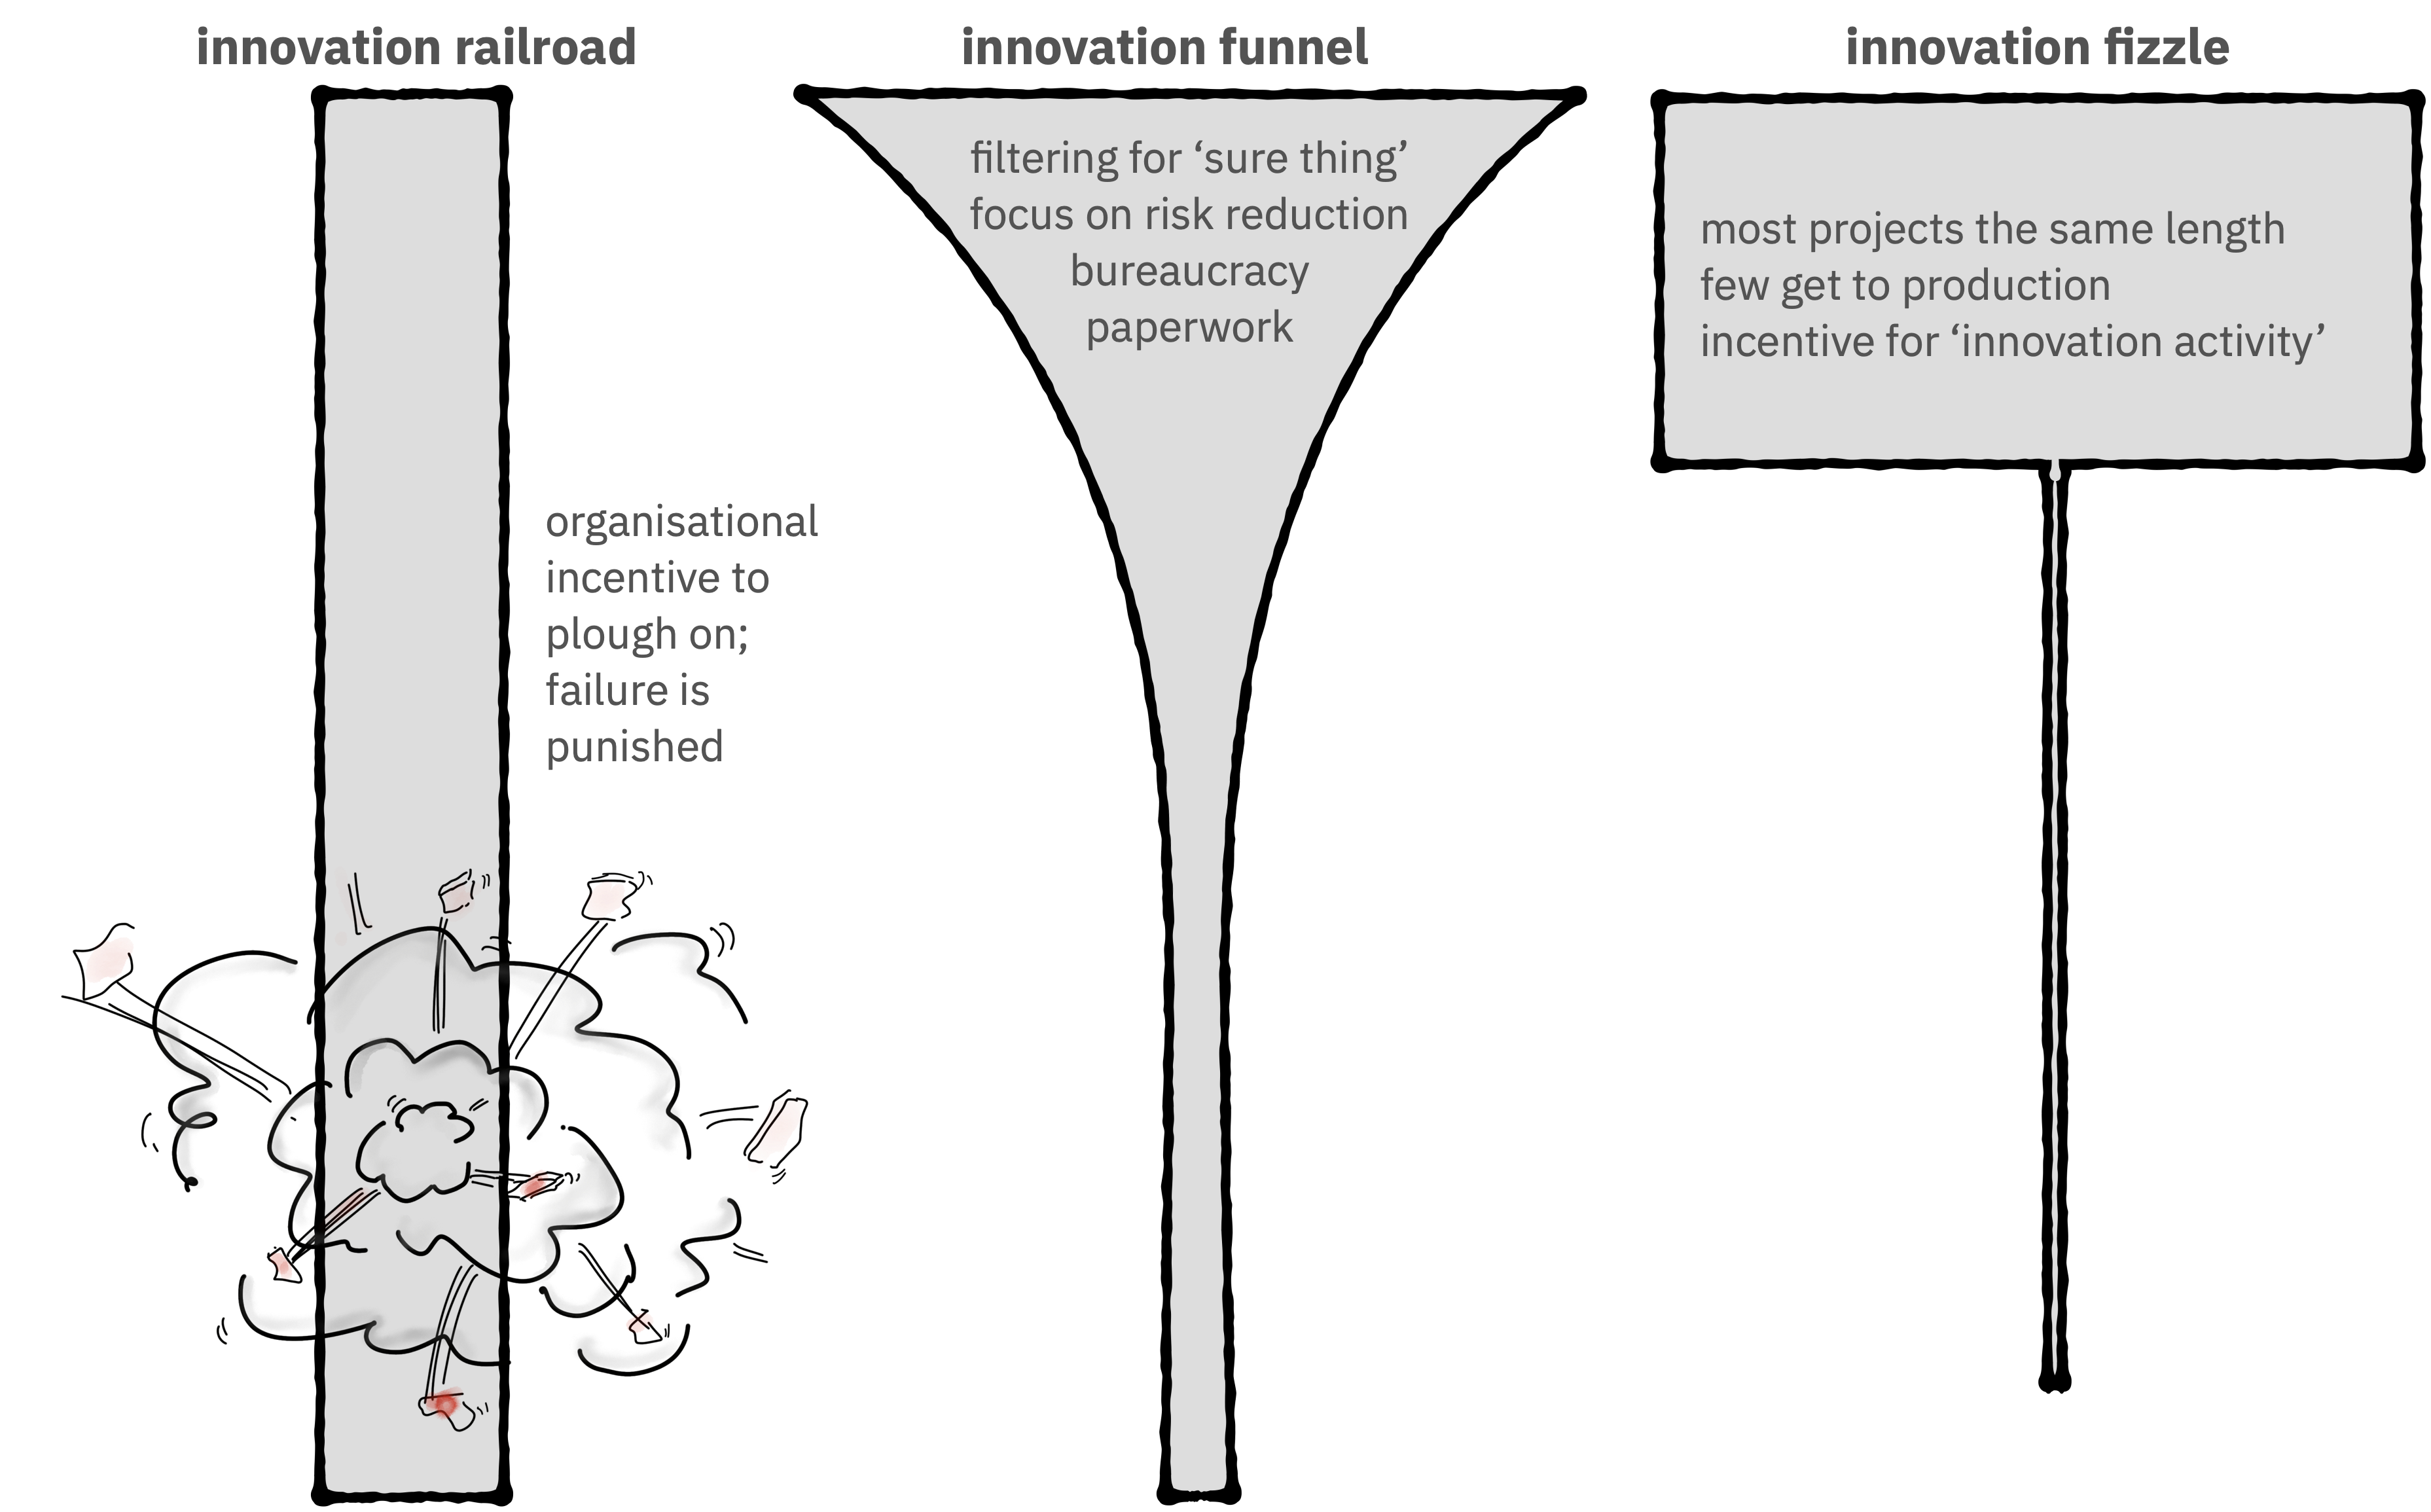 innovation railroad
organisational
incentive to
plough on;
failure is
punished
innovation funnel
filtering for ‘sure thing’
focus on risk reduction
bureaucracy
paperwork
innovation fizzle
most projects the same length
few get to production
incentive for ‘innovation activity’